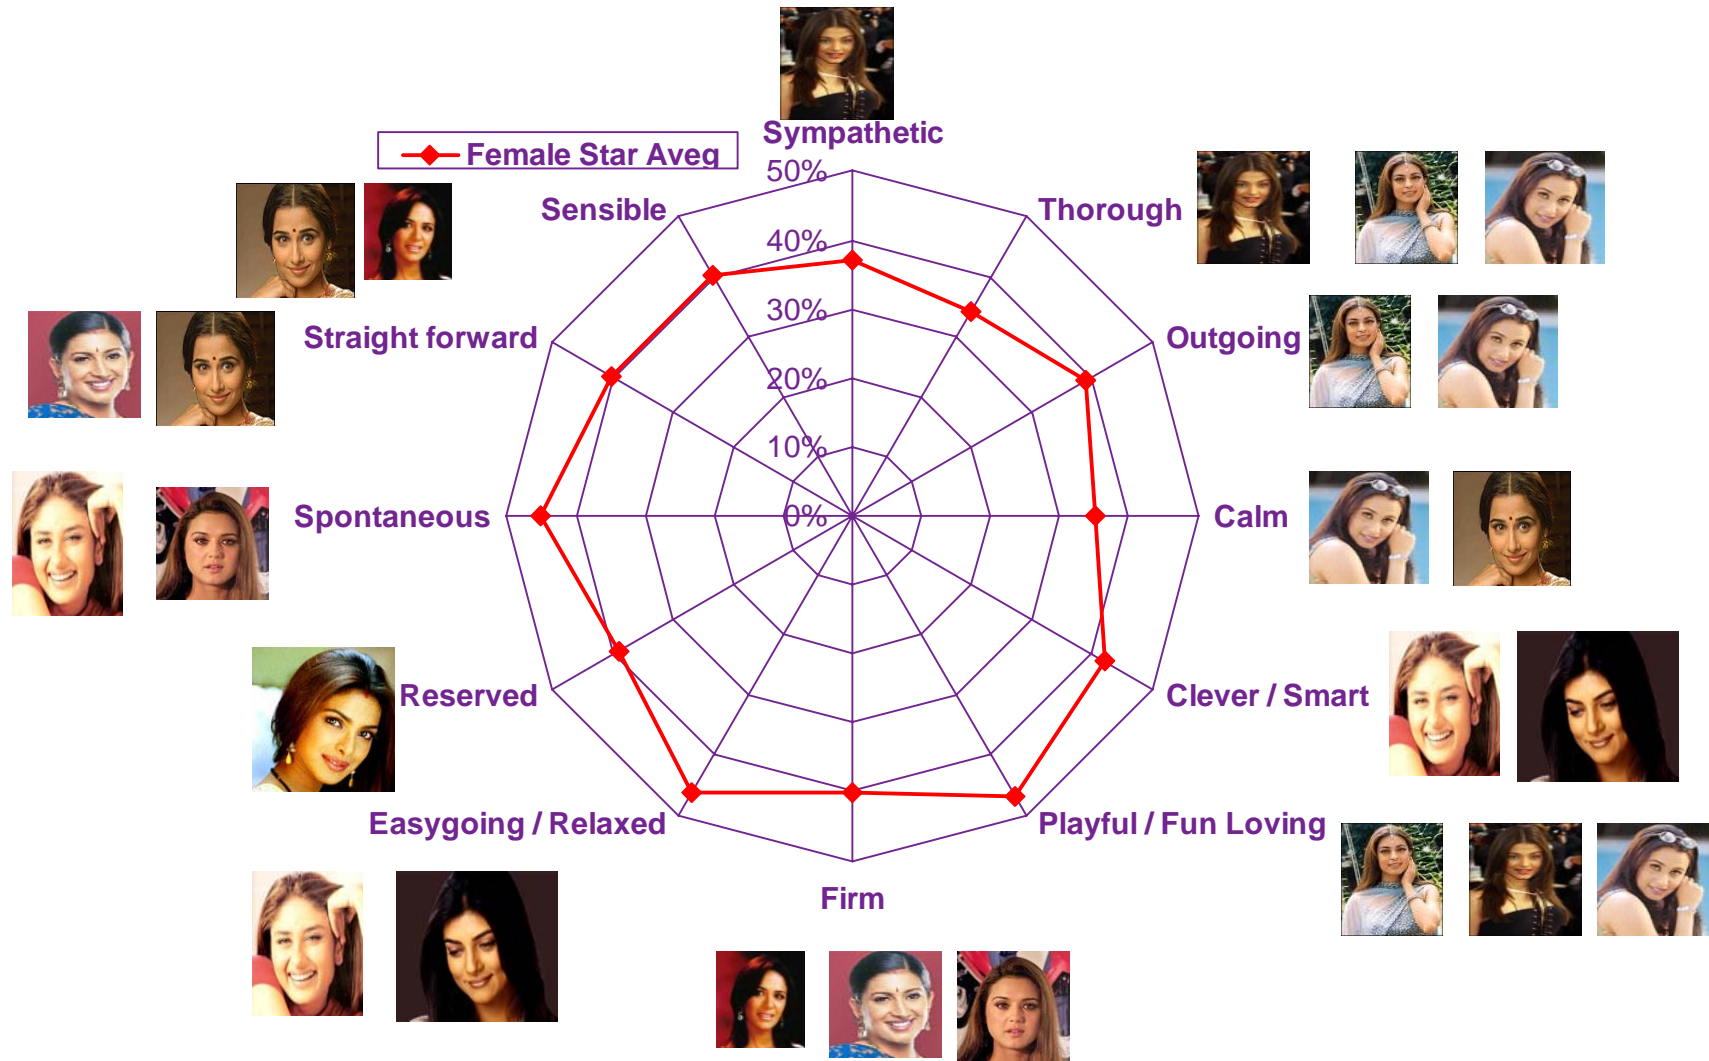 Sympathetic
Female Star Aveg
50%
Sensible
Thorough
40%
30%
Straight forward
Outgoing
20%
10%
Spontaneous
0%
Calm
Reserved
Clever / Smart
Easygoing / Relaxed
Playful / Fun Loving
Firm